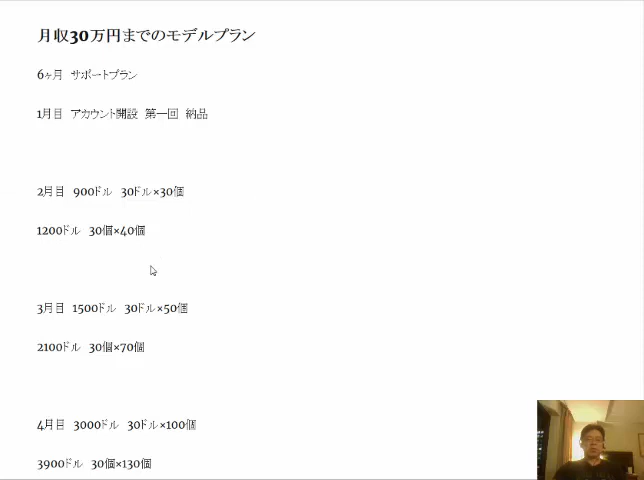 月収30万円までのモデルプラン
6ヶ月 サポートプラン
1月目 アカウント開設 第一回 納品
2月目 900ドル 30ドル×30個
1200ドル 30個×40個
3月目 1500ドル 30ドル×50個
2100ドル 30個×70個
4月目 3000ドル 30ドル×100個
3900ドル 30個×130個